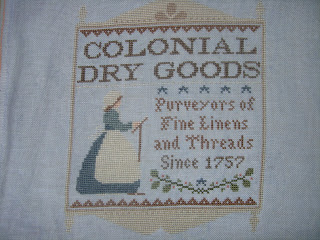 COLONIAL
DRY GOODS
Purveyors of
Fine Linens
and Threads
Since 1757